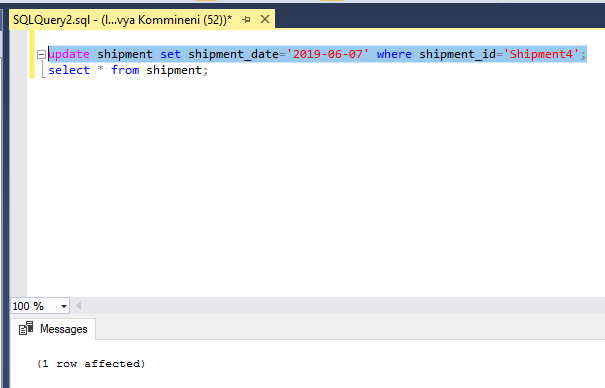 SQLQuery2.sql - (l...vya Kommineni (52))*
update shipment set shipment_date='2019-06-07' where shipment_id='Shipment4';
select * from shipment;
100 %
Messages
(1 row affected)